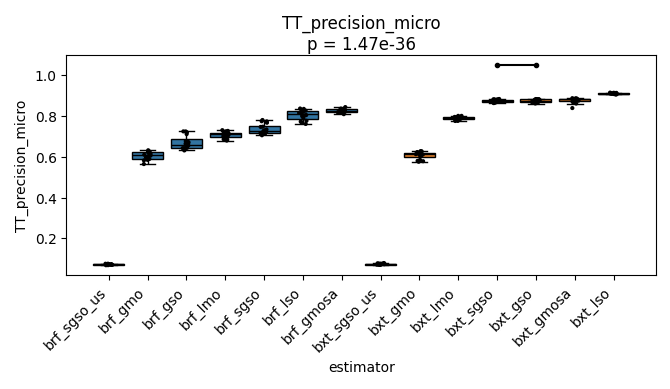 TT_precision_micro
p = 1.47e-36
TT_precision_micro
1.0
0.8
0.6
0.4
0.2
brf_sgso_us
brf_gmo
brf_gso
brf_lmo
brf_sgso
brf_lso
brf_gmosa
bxt_sgso_us
bxt_gmo
bxt_lmo
bxt_sgso
bxt_gso
bxt_gmosa
bxt_lso
estimator